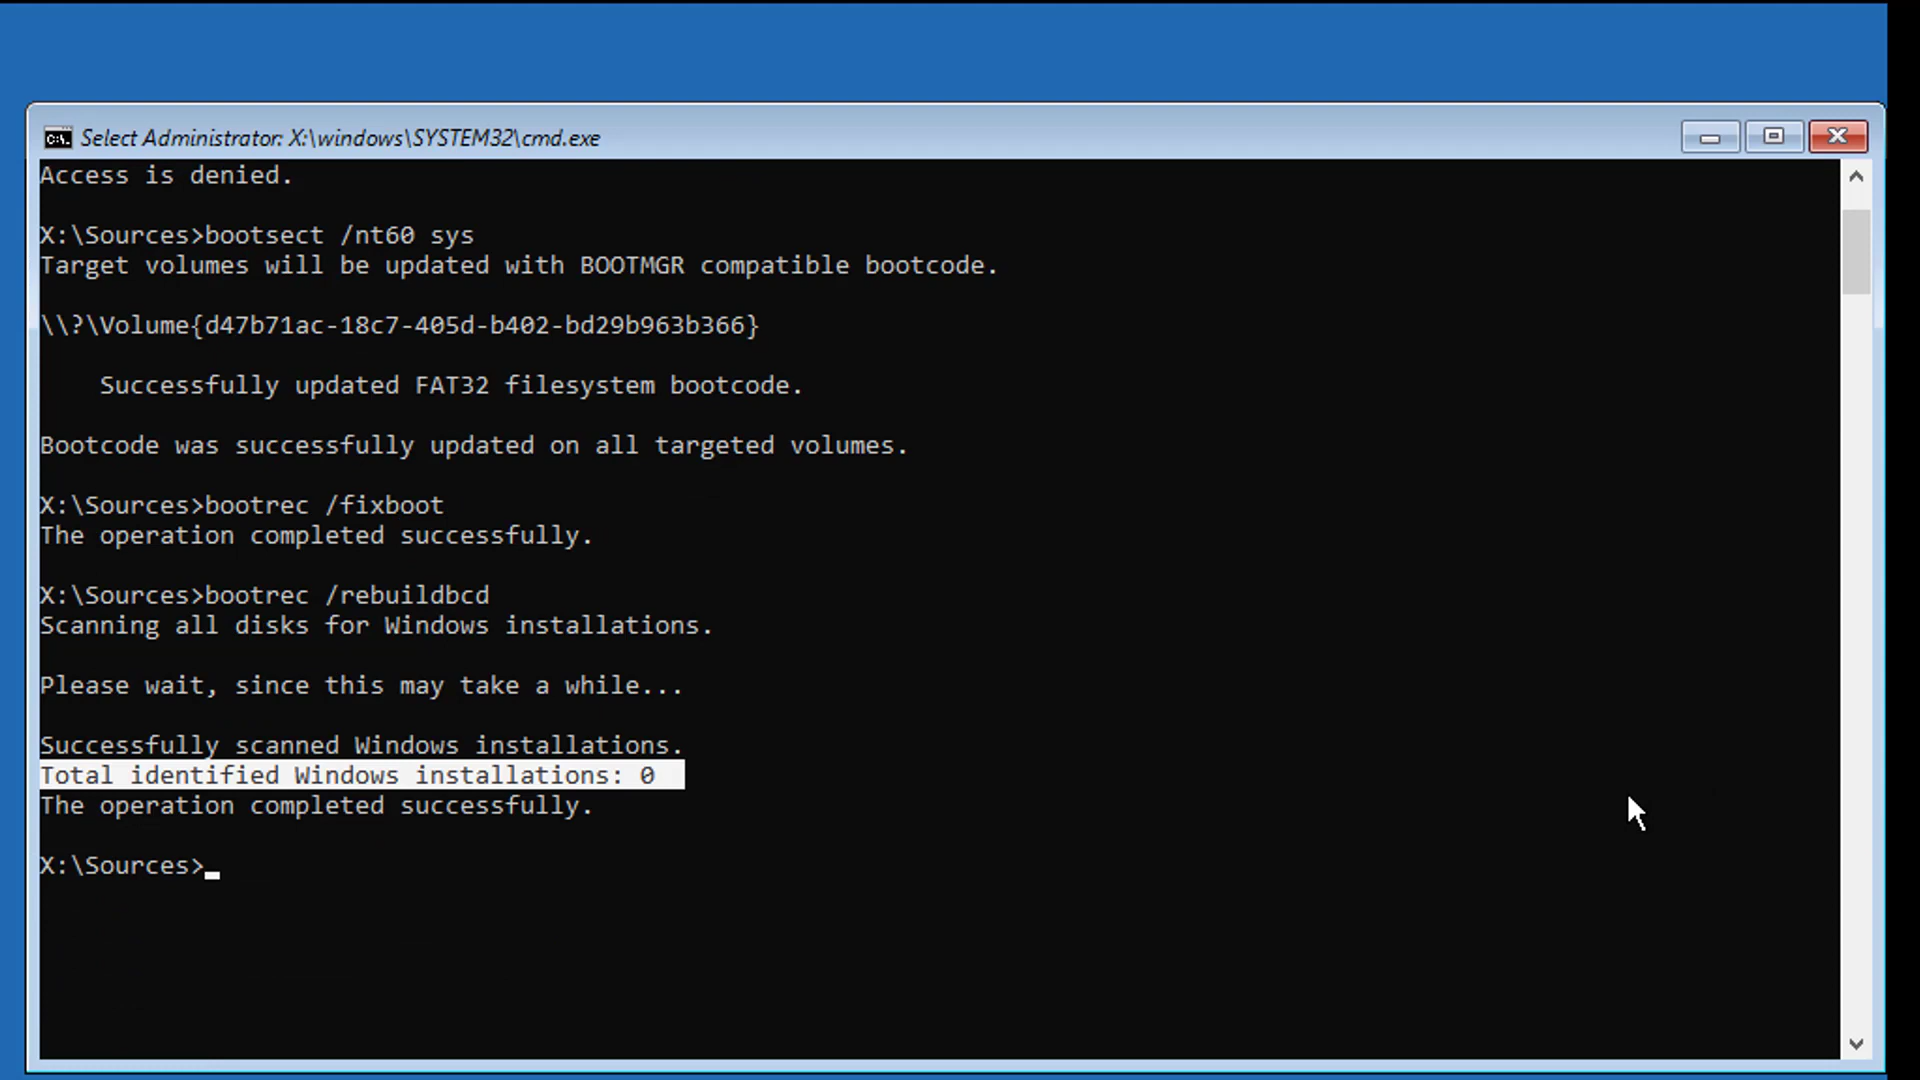 Select Administrator: X:\windows\SYSTEM32\cmd.exe
Access is denied.
X:\Sources>bootsect /nt60 sys
Target volumes will be updated with BOOTMGR compatible bootcode.
\\?\Volume{d47b71ac-18c7-405d-b402-bd29b963b366}
Successfully updated FAT32 filesystem bootcode.
Bootcode was successfully updated on all targeted volumes.
X:\Sources>bootrec /fixboot
The operation completed successfully.
X:\Sources>bootrec /rebuildbcd
Scanning all disks for Windows installations.
Please wait, since this may take a while...
Successfully scanned Windows installations.
Total identified Windows installations: 0
The operation completed successfully.
X:\Sources>